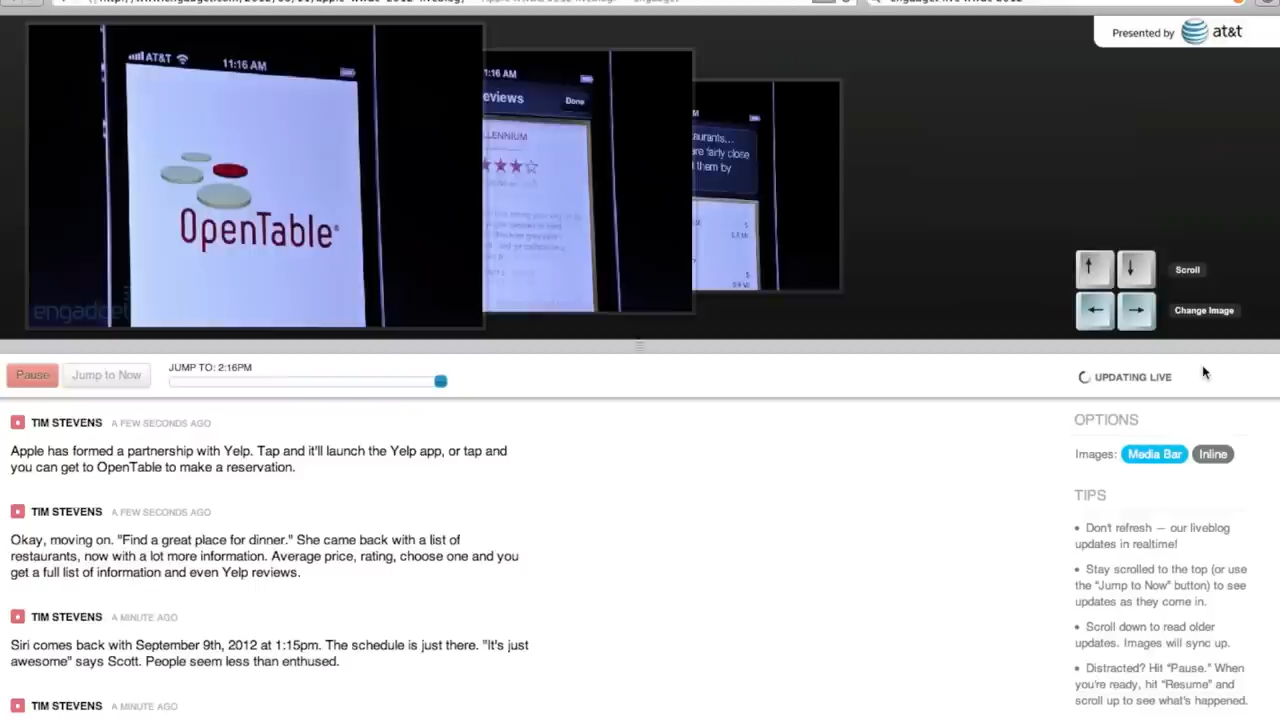 Presented by at&t
AT&T 11:16 AM
OpenTable
engadget
1:16 AM
eviews Done
LLENNIUM
M
aurants...
are fairly close
them by
Scroll
Change Image
Pause Jump to Now JUMP TO: 2:16PM
UPDATING LIVE
TIM STEVENS A FEW SECONDS AGO
Apple has formed a partnership with Yelp. Tap and it'll launch the Yelp app, or tap and
you can get to OpenTable to make a reservation.
TIM STEVENS A FEW SECONDS AGO
Okay, moving on. "Find a great place for dinner." She came back with a list of
restaurants, now with a lot more information. Average price, rating, choose one and you
get a full list of information and even Yelp reviews.
TIM STEVENS A MINUTE AGO
Siri comes back with September 9th, 2012 at 1:15pm. The schedule is just there. "It's just
awesome" says Scott. People seem less than enthused.
TIM STEVENS A MINUTE AGO
OPTIONS
Images: Media Bar Inline
TIPS
• Don't refresh — our liveblog
updates in realtime!
• Stay scrolled to the top (or use
the "Jump to Now" button) to see
updates as they come in.
• Scroll down to read older
updates. Images will sync up.
• Distracted? Hit "Pause." When
you're ready, hit "Resume" and
scroll up to see what's happened.